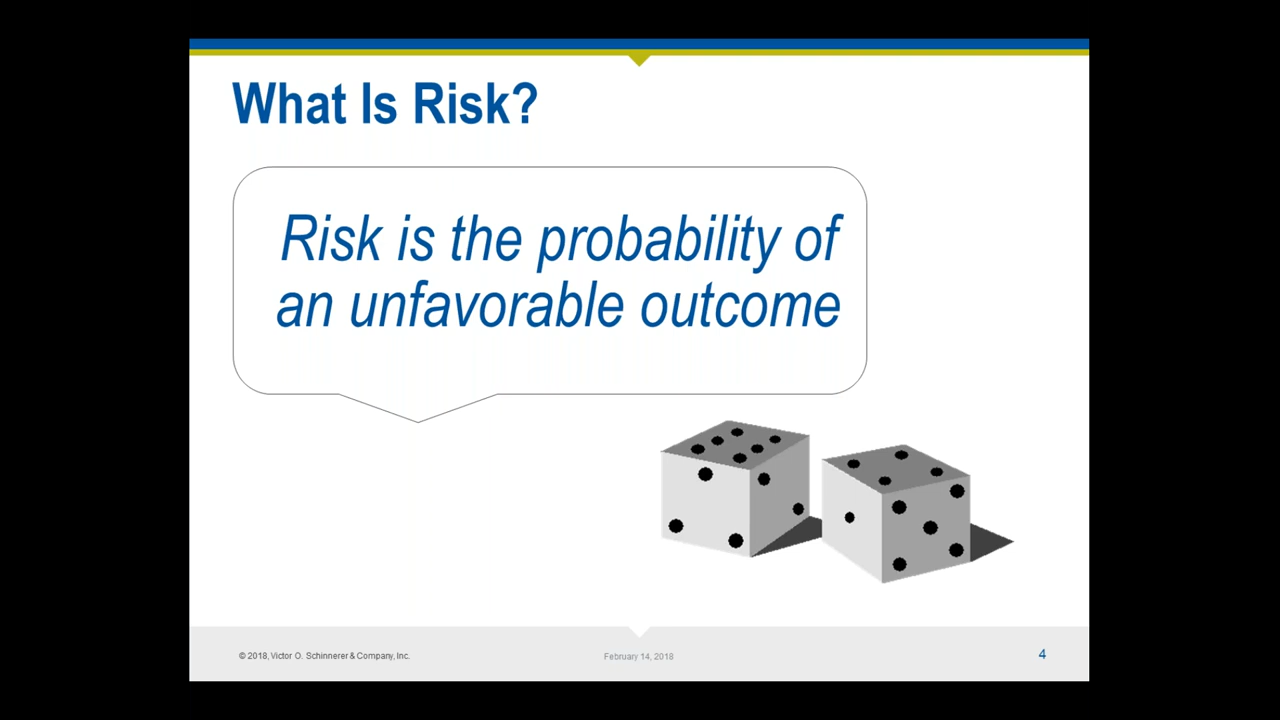 What Is Risk?
Risk is the probability of
an unfavorable outcome
© 2018, Victor O. Schinnerer & Company, Inc.
February 14, 2018
4